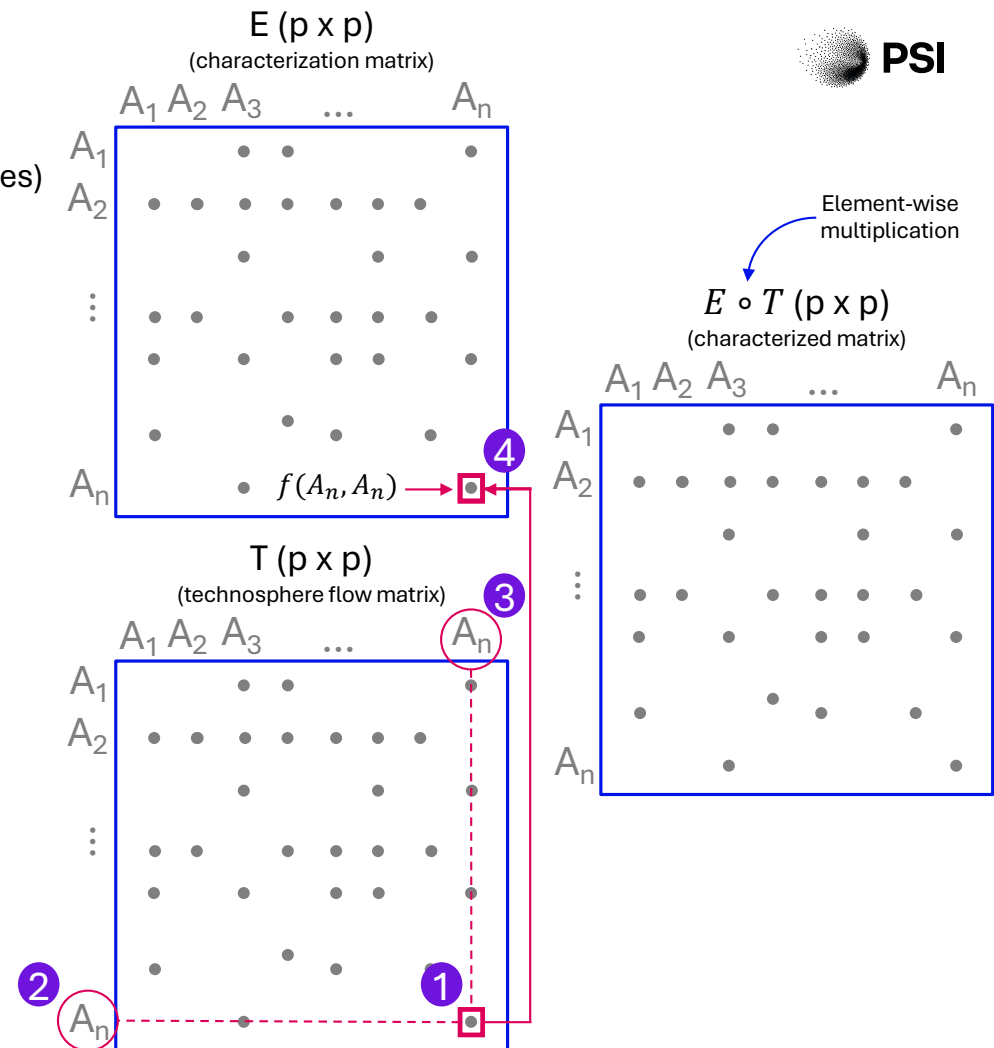 E (p x p)
(characterization matrix)
PSI
A₁ A₂ A₃ ... Aₙ
A₁
es)
A₂
⋮
Aₙ
f(Aₙ, Aₙ)
4
Element-wise
multiplication
E ∘ T (p x p)
(characterized matrix)
A₁ A₂ A₃ ... Aₙ
A₁
A₂
⋮
Aₙ
T (p x p)
(technosphere flow matrix)
3
A₁ A₂ A₃ ... Aₙ
A₁
A₂
⋮
2
1
Aₙ